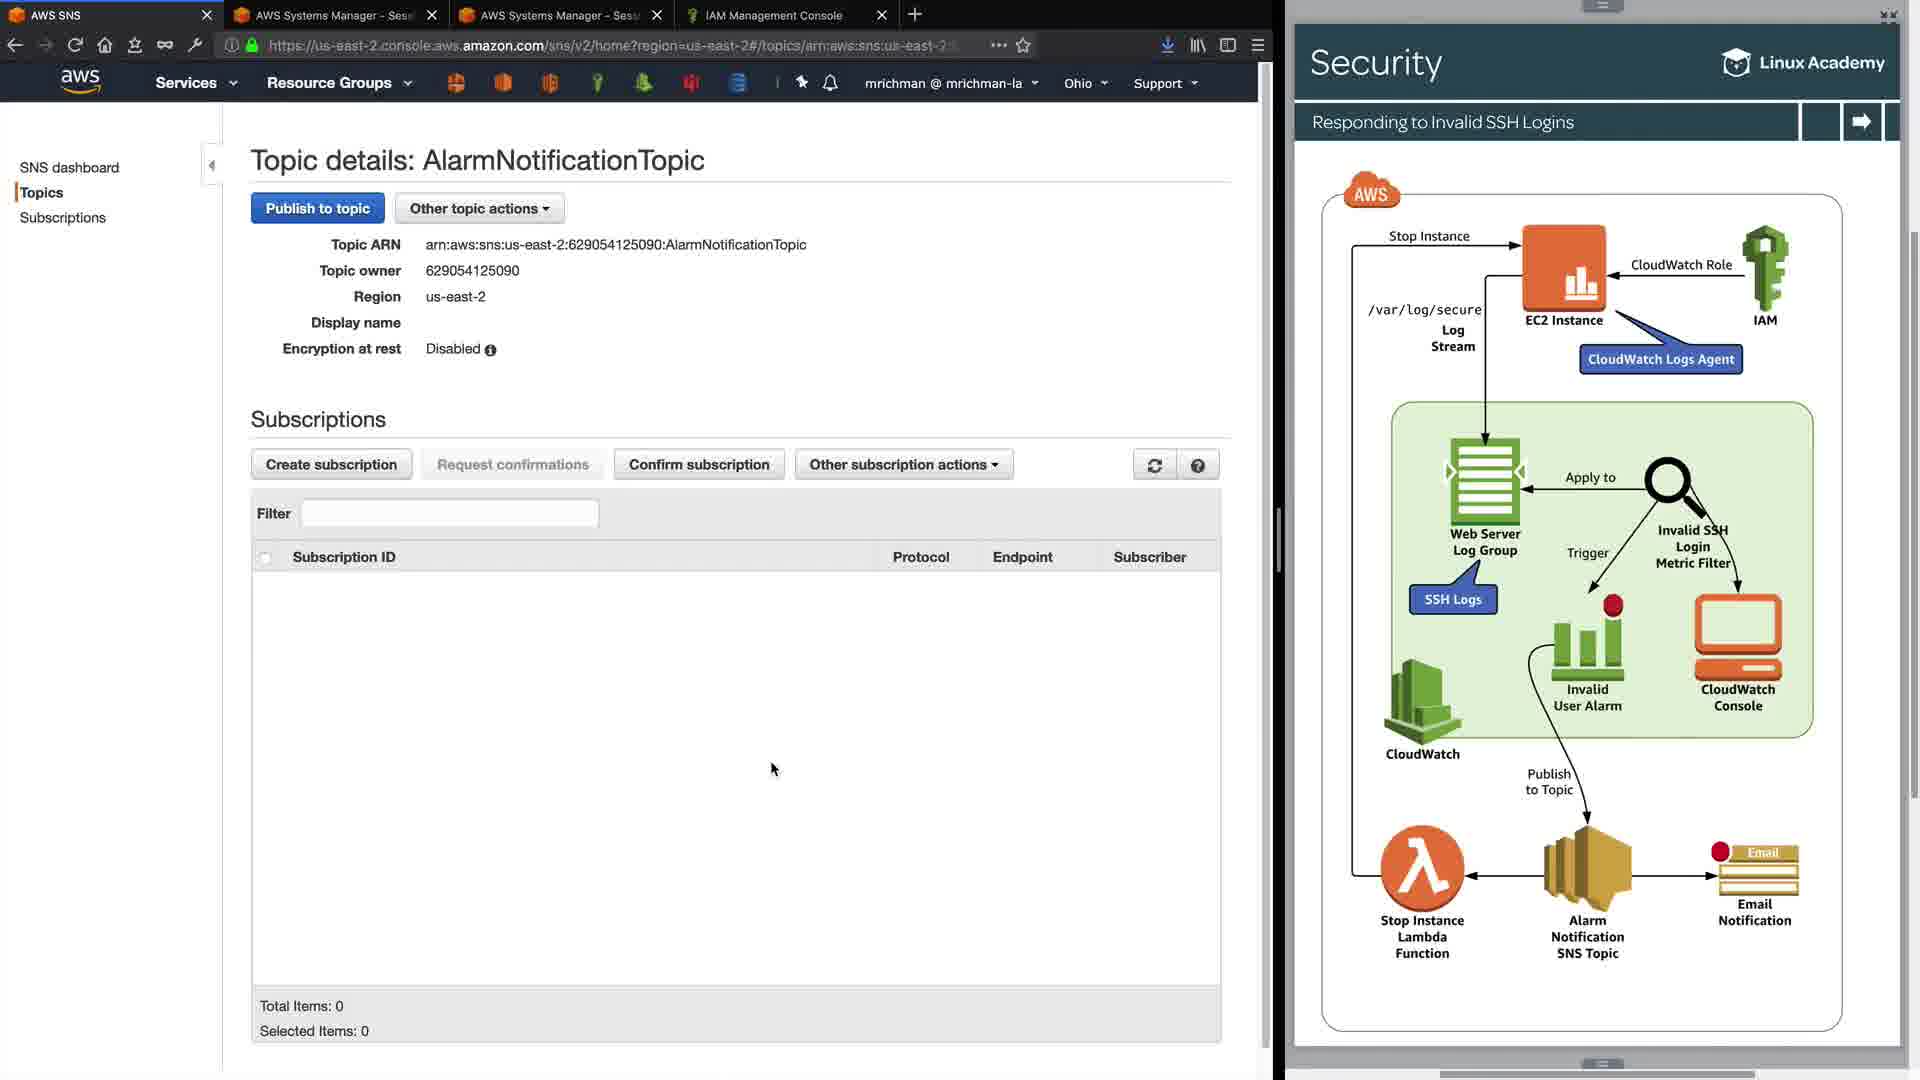 AWS SNS
AWS Systems Manager - Sess
AWS Systems Manager - Sess
IAM Management Console
https://us-east-2.console.aws.amazon.com/sns/v2/home?region=us-east-2#/topics/arn:aws:sns:us-east-2:
aws
Services
Resource Groups
mrichman @ mrichman-la
Ohio
Support
SNS dashboard
Topics
Subscriptions
Topic details: AlarmNotificationTopic
Publish to topic
Other topic actions
Topic ARN arn:aws:sns:us-east-2:629054125090:AlarmNotificationTopic
Topic owner 629054125090
Region us-east-2
Display name
Encryption at rest Disabled
Subscriptions
Create subscription
Request confirmations
Confirm subscription
Other subscription actions
Filter
Subscription ID Protocol Endpoint Subscriber
Total Items: 0
Selected Items: 0
Security
Linux Academy
Responding to Invalid SSH Logins
AWS
Stop Instance
CloudWatch Role
/var/log/secure
Log
Stream
EC2 Instance
IAM
CloudWatch Logs Agent
Apply to
Web Server
Log Group
Invalid SSH
Login
Metric Filter
Trigger
SSH Logs
Invalid
User Alarm
CloudWatch
Console
CloudWatch
Publish
to Topic
Email
Stop Instance
Lambda
Function
Alarm
Notification
SNS Topic
Email
Notification